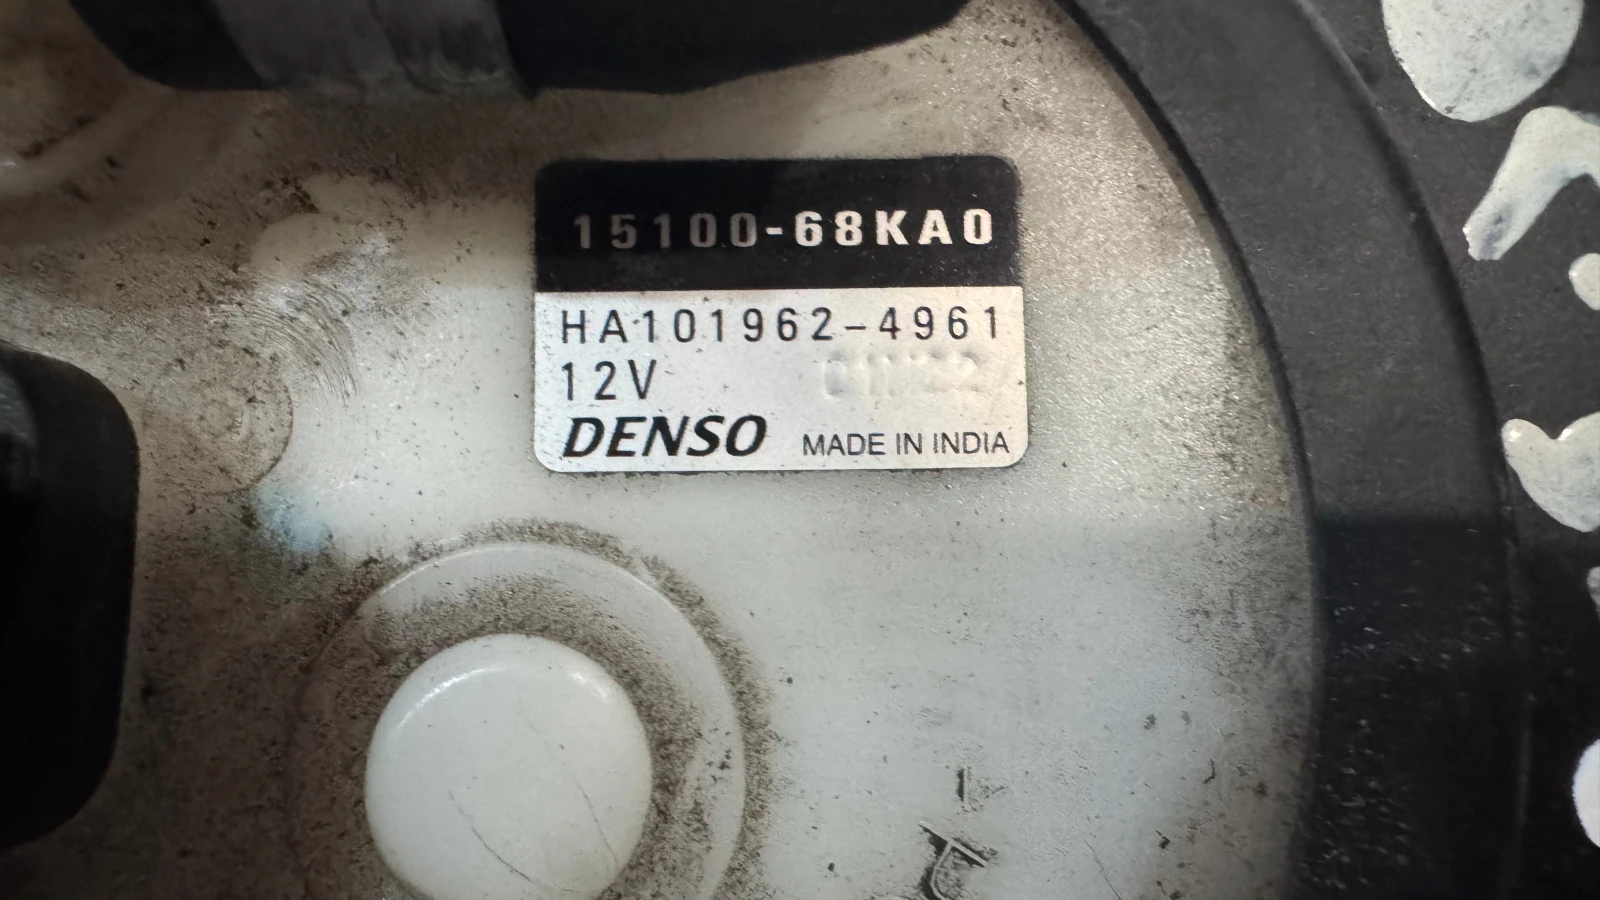 15100-68KA0
HA101962-4961
12V
DENSO MADE IN INDIA